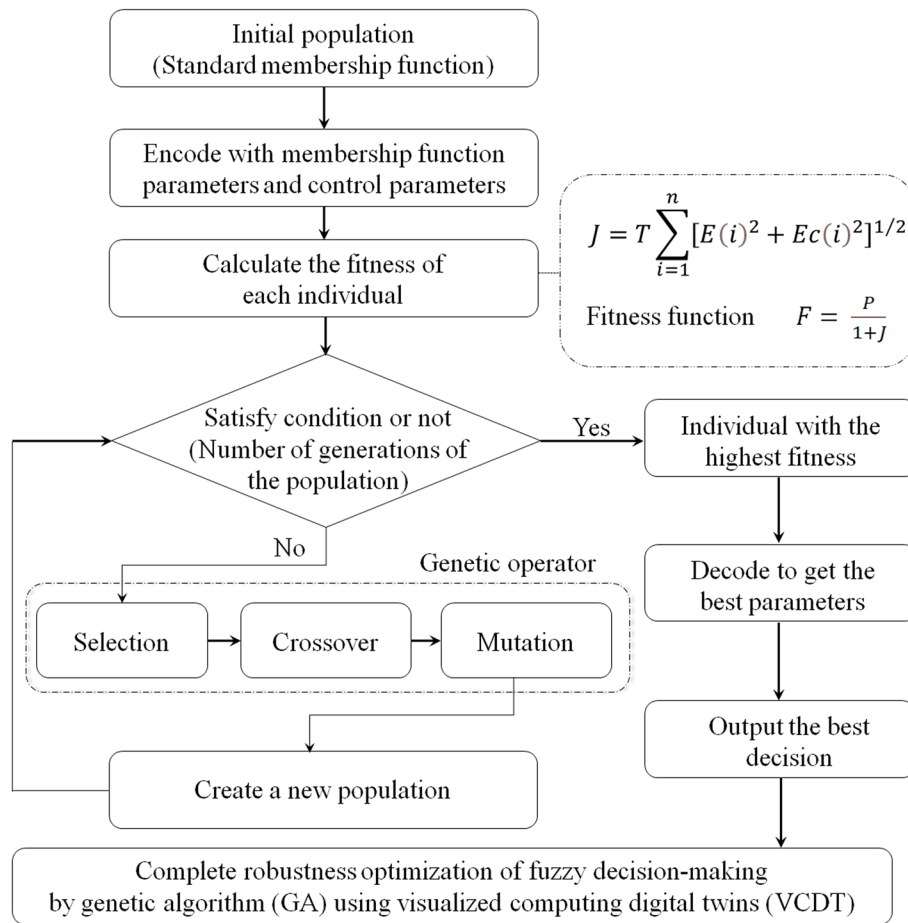 Initial population
(Standard membership function)
Encode with membership function
parameters and control parameters
Calculate the fitness of
each individual
J = T ∑_{i=1}^{n} [E(i)² + Ec(i)²]^{1/2}
Fitness function F = P/(1+J)
Satisfy condition or not
(Number of generations of
the population)
Yes
Individual with the
highest fitness
No
Genetic operator
Decode to get the
best parameters
Selection
Crossover
Mutation
Output the best
decision
Create a new population
Complete robustness optimization of fuzzy decision-making
by genetic algorithm (GA) using visualized computing digital twins (VCDT)